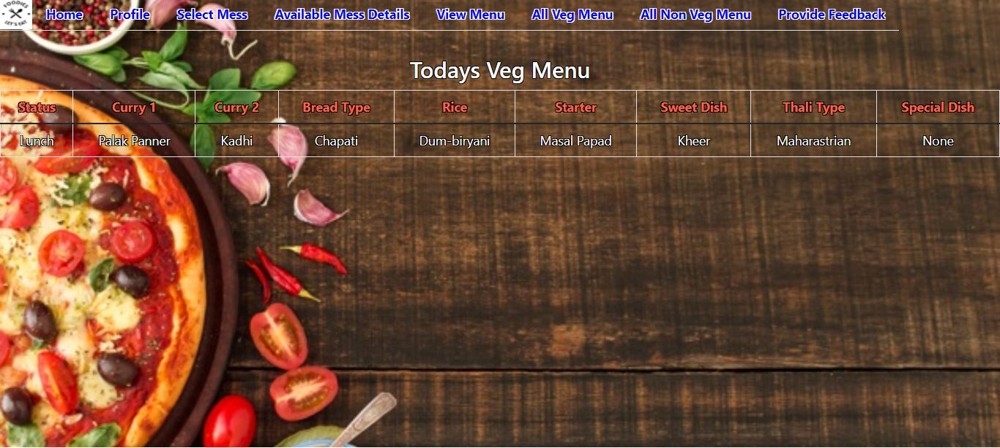 FOODIES
LET'S EAT
Home Profile Select Mess Available Mess Details View Menu All Veg Menu All Non Veg Menu Provide Feedback
Todays Veg Menu
Status Curry 1 Curry 2 Bread Type Rice Starter Sweet Dish Thali Type Special Dish
Lunch Palak Panner Kadhi Chapati Dum-biryani Masal Papad Kheer Maharastrian None